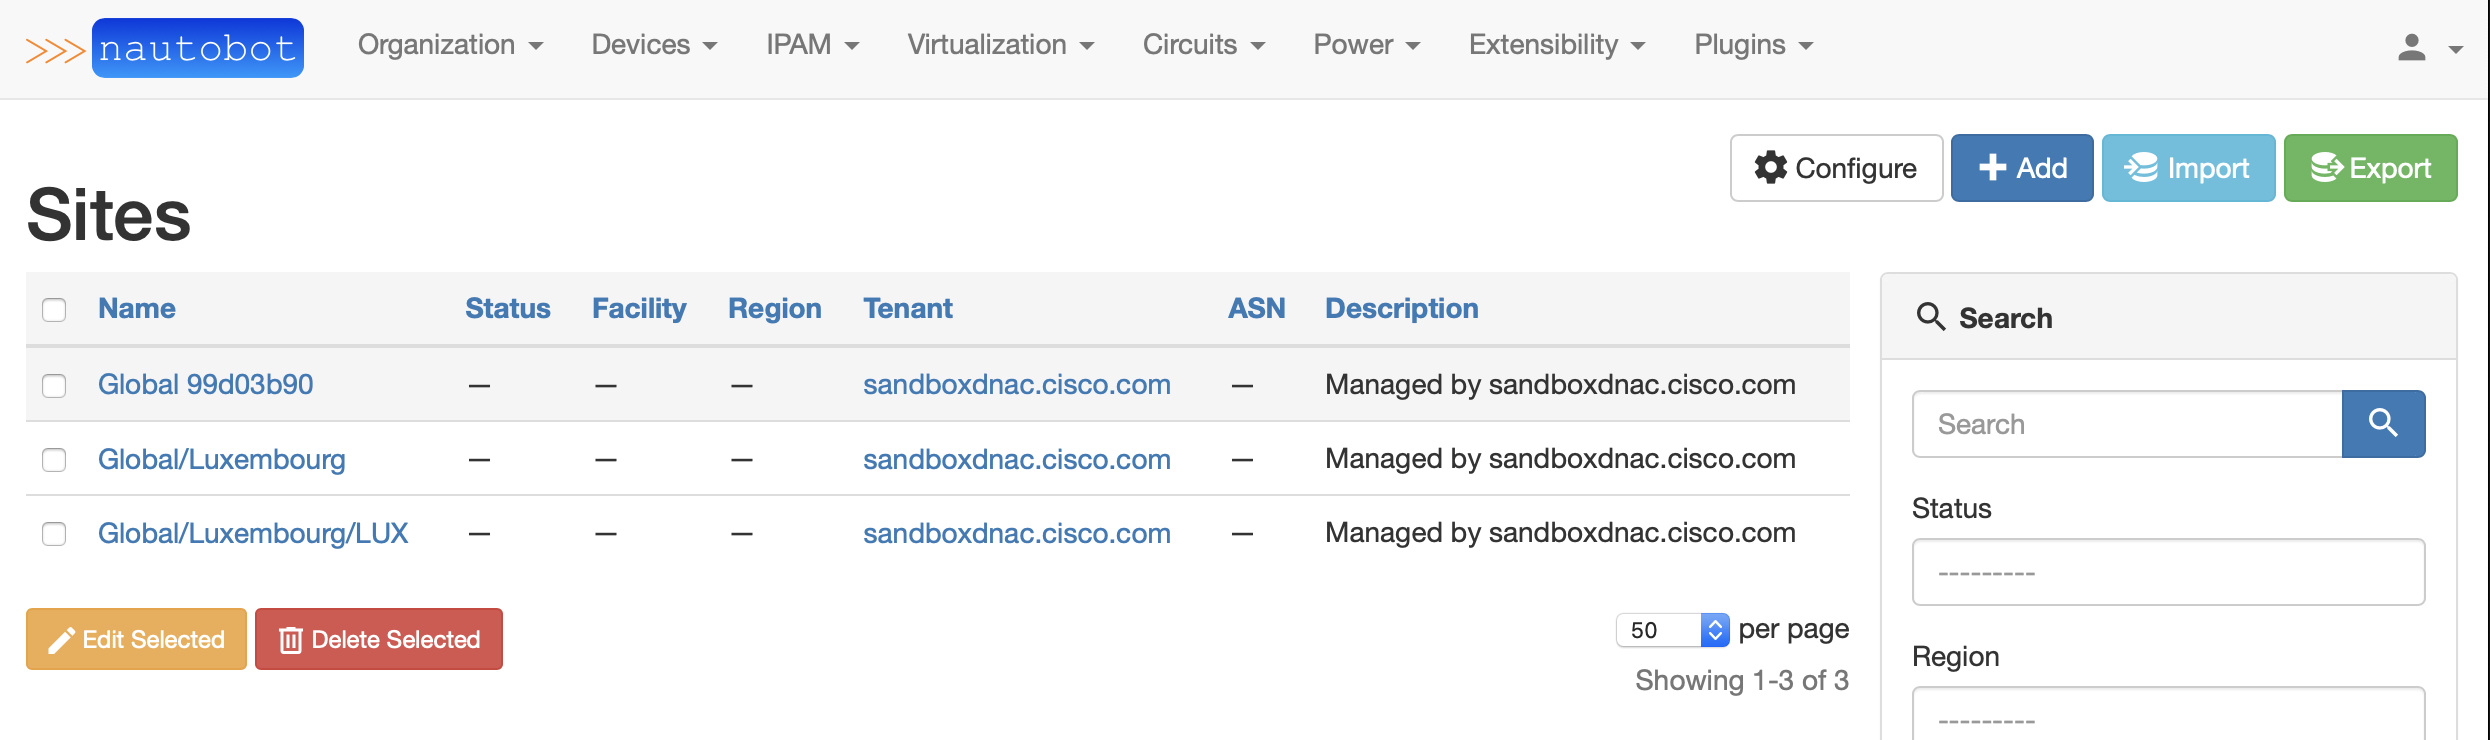 >>> nautobot Organization Devices IPAM Virtualization Circuits Power Extensibility Plugins
Configure Add Import Export
Sites
Name Status Facility Region Tenant ASN Description
Global 99d03b90 — — — sandboxdnac.cisco.com — Managed by sandboxdnac.cisco.com
Global/Luxembourg — — — sandboxdnac.cisco.com — Managed by sandboxdnac.cisco.com
Global/Luxembourg/LUX — — — sandboxdnac.cisco.com — Managed by sandboxdnac.cisco.com
Edit Selected Delete Selected
50 per page
Showing 1-3 of 3
Search
Search
Status
---------
Region
---------